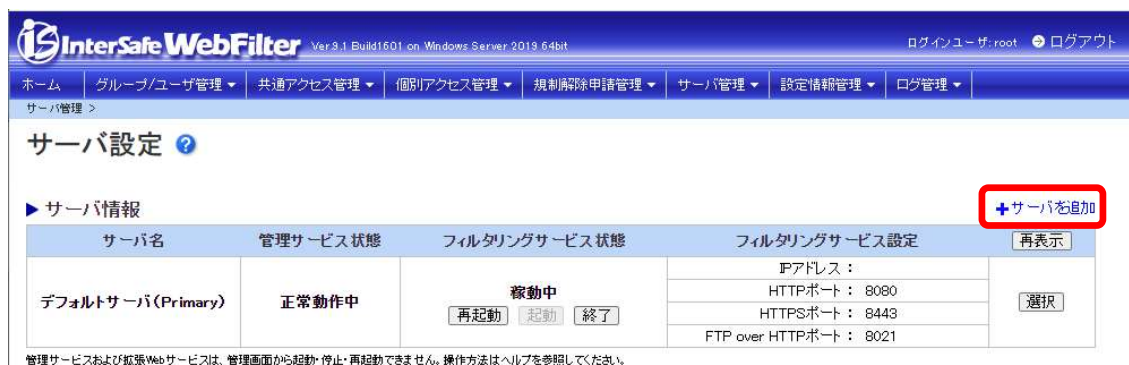 InterSafe WebFilter Ver.9.1 Build1601 on Windows Server 2019 64bit ログインユーザ:root ログアウト
ホーム グループ/ユーザ管理 共通アクセス管理 個別アクセス管理 規制解除申請管理 サーバ管理 設定情報管理 ログ管理
サーバ管理 >
サーバ設定 ?
サーバ情報 +サーバを追加
サーバ名 管理サービス状態 フィルタリングサービス状態 フィルタリングサービス設定 再表示
デフォルトサーバ(Primary) 正常動作中 稼動中 再起動 起動 終了
IPアドレス:
HTTPポート: 8080
HTTPSポート: 8443
FTP over HTTPポート: 8021
選択
管理サービスおよび拡張Webサービスは、管理画面から起動・停止・再起動できません。操作方法はヘルプを参照してください。